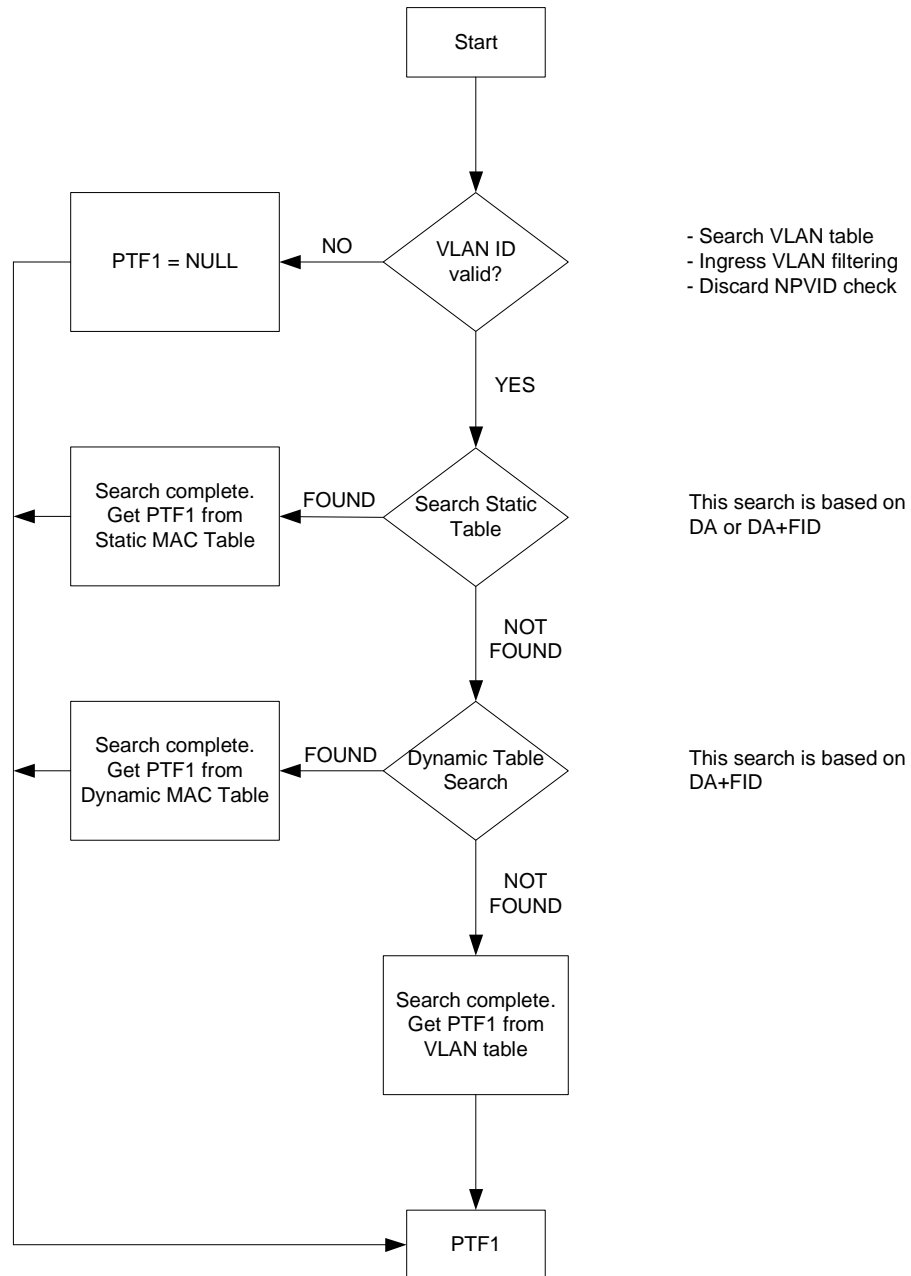 Start
NO
PTF1 = NULL
VLAN ID
valid?
- Search VLAN table
- Ingress VLAN filtering
- Discard NPVID check
YES
Search complete.
Get PTF1 from
Static MAC Table
FOUND
Search Static
Table
This search is based on
DA or DA+FID
NOT
FOUND
Search complete.
Get PTF1 from
Dynamic MAC Table
FOUND
Dynamic Table
Search
This search is based on
DA+FID
NOT
FOUND
Search complete.
Get PTF1 from
VLAN table
PTF1